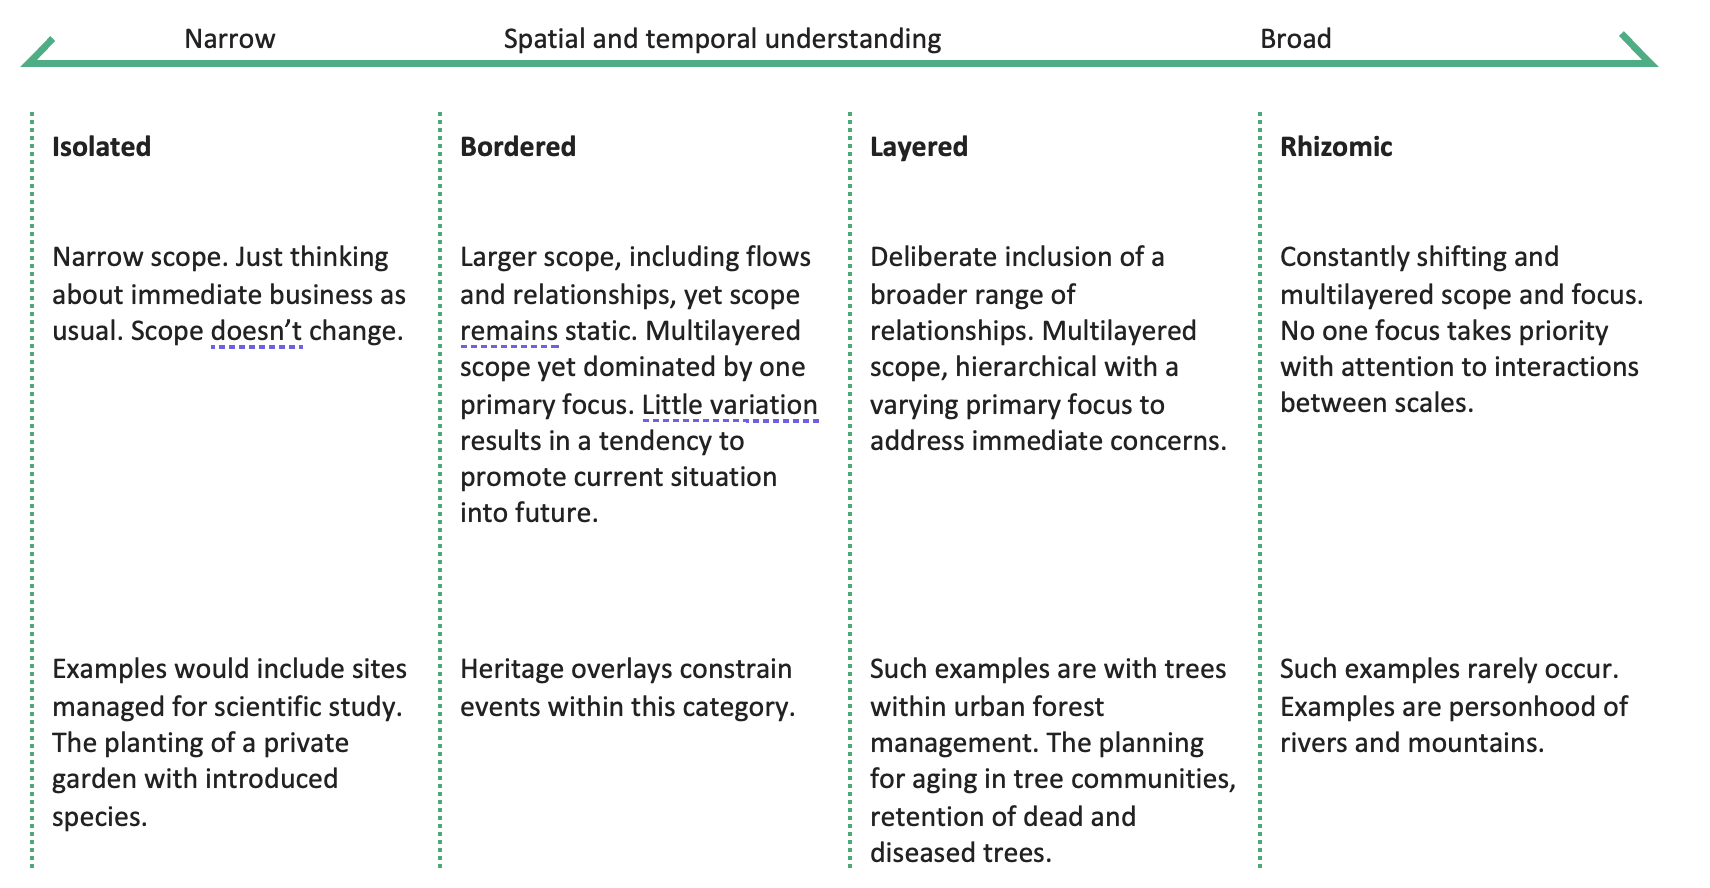 Narrow Spatial and temporal understanding Broad
Isolated
Narrow scope. Just thinking
about immediate business as
usual. Scope doesn’t change.
Examples would include sites
managed for scientific study.
The planting of a private
garden with introduced
species.
Bordered
Larger scope, including flows
and relationships, yet scope
remains static. Multilayered
scope yet dominated by one
primary focus. Little variation
results in a tendency to
promote current situation
into future.
Heritage overlays constrain
events within this category.
Layered
Deliberate inclusion of a
broader range of
relationships. Multilayered
scope, hierarchical with a
varying primary focus to
address immediate concerns.
Such examples are with trees
within urban forest
management. The planning
for aging in tree communities,
retention of dead and
diseased trees.
Rhizomic
Constantly shifting and
multilayered scope and focus.
No one focus takes priority
with attention to interactions
between scales.
Such examples rarely occur.
Examples are personhood of
rivers and mountains.